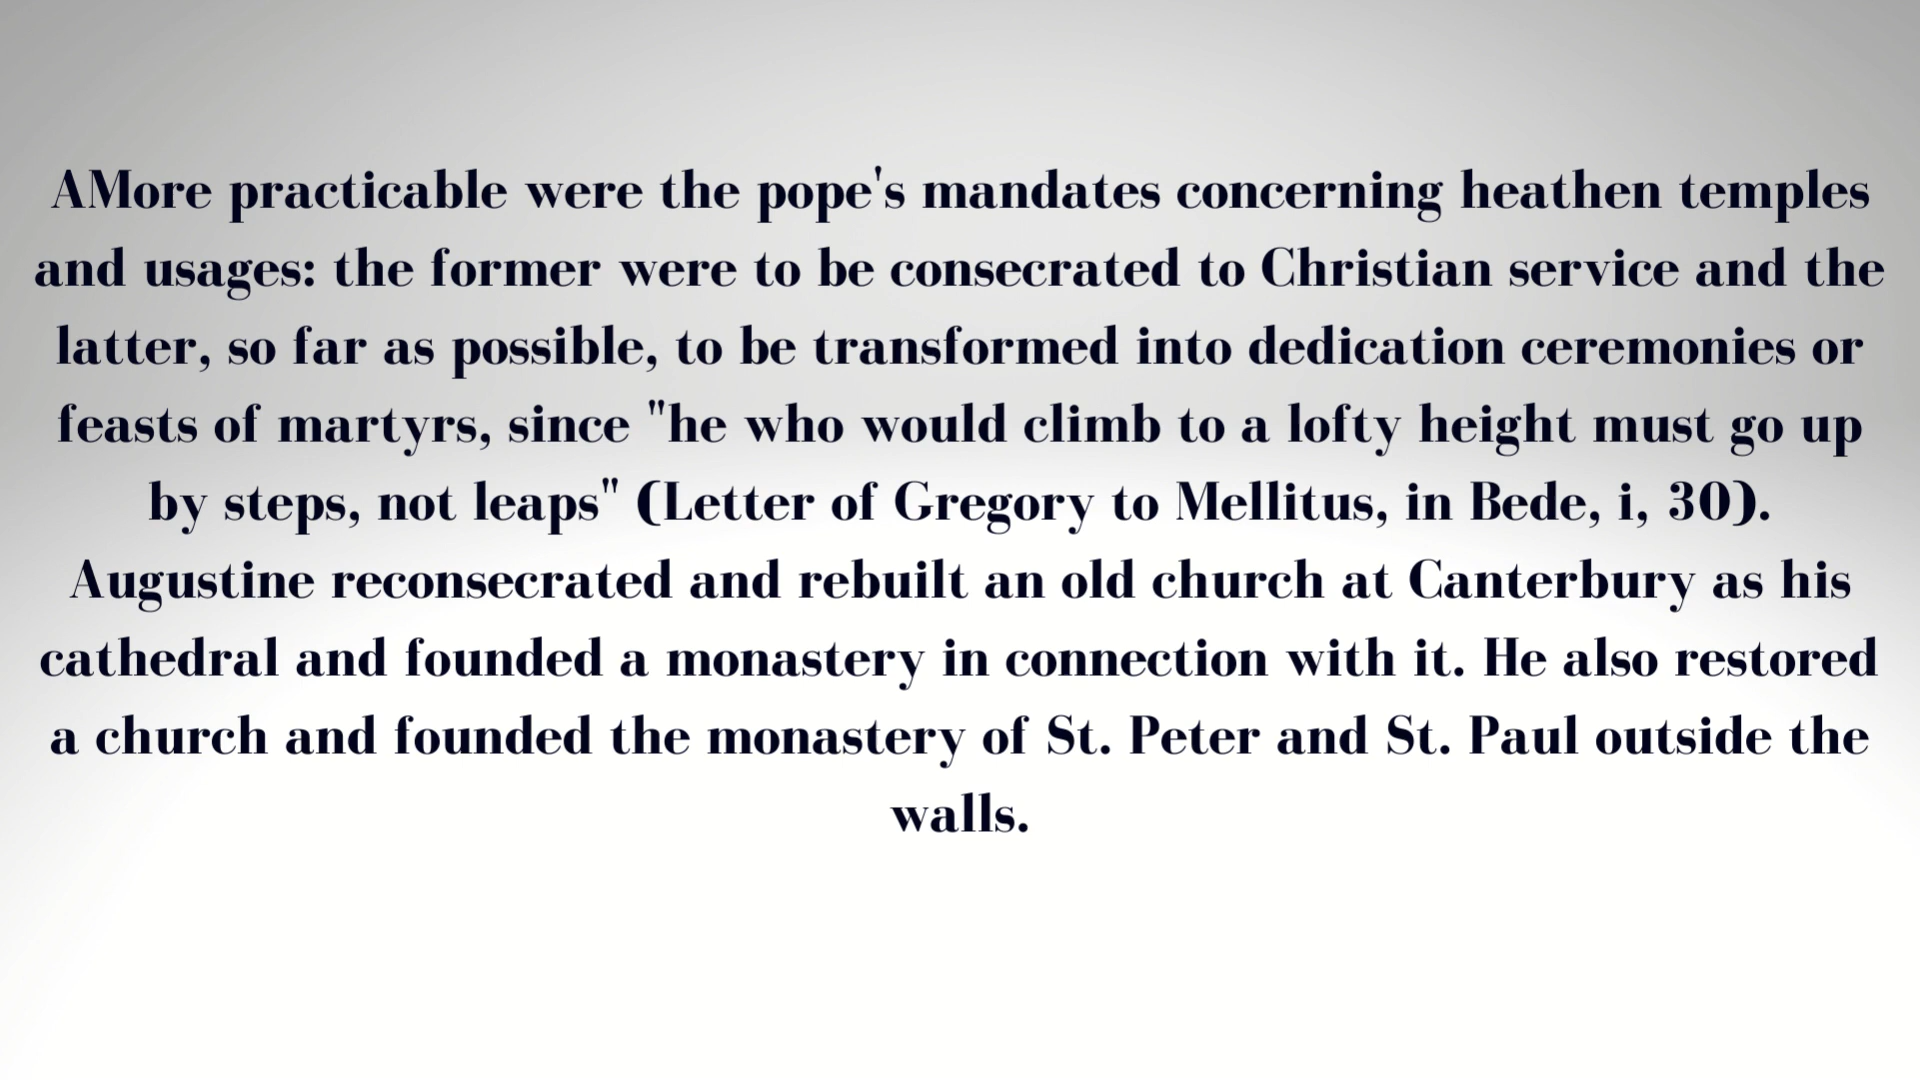 AMore practicable were the pope's mandates concerning heathen temples
and usages: the former were to be consecrated to Christian service and the
latter, so far as possible, to be transformed into dedication ceremonies or
feasts of martyrs, since "he who would climb to a lofty height must go up
by steps, not leaps" (Letter of Gregory to Mellitus, in Bede, i, 30).
Augustine reconsecrated and rebuilt an old church at Canterbury as his
cathedral and founded a monastery in connection with it. He also restored
a church and founded the monastery of St. Peter and St. Paul outside the
walls.